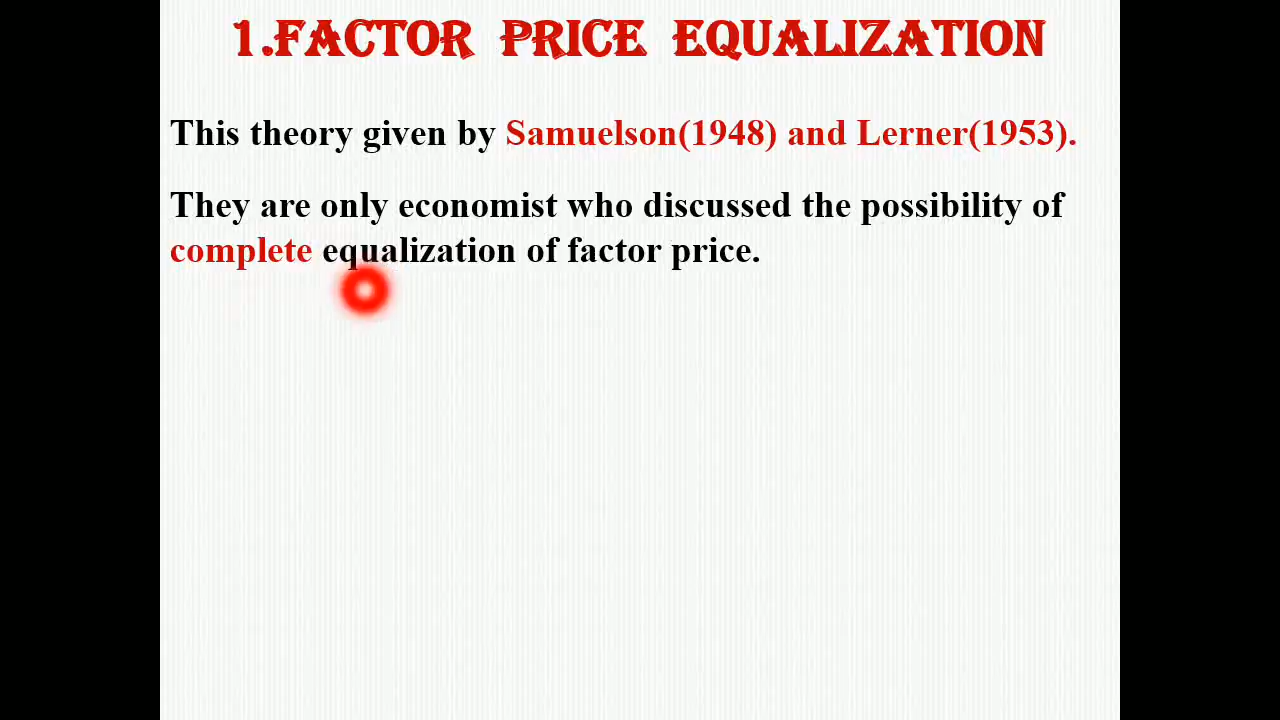 1.FACTOR PRICE EQUALIZATION
This theory given by Samuelson(1948) and Lerner(1953).
They are only economist who discussed the possibility of
complete equalization of factor price.